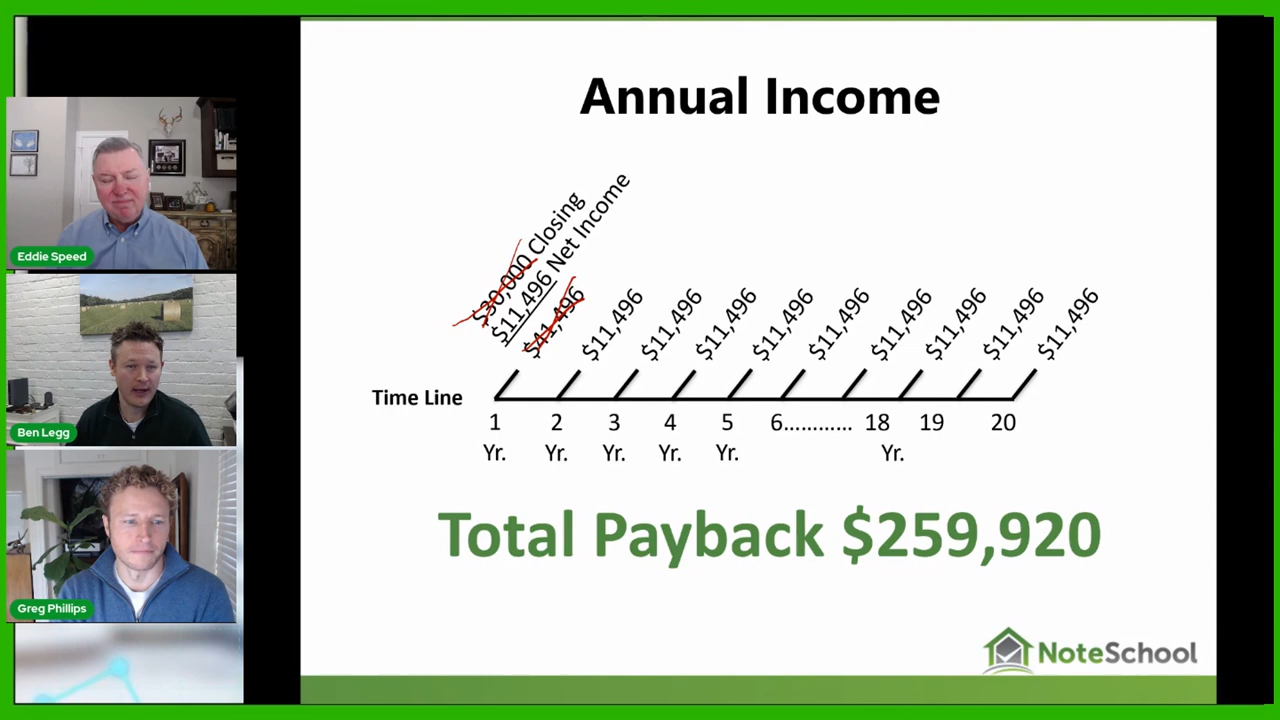 Annual Income
$30,000 Closing
$11,496 Net Income
$41,496
$11,496
$11,496
$11,496
$11,496
$11,496
$11,496
$11,496
$11,496
$11,496
Time Line
1 2 3 4 5 6............ 18 19 20
Yr. Yr. Yr. Yr. Yr. Yr.
Total Payback $259,920
NoteSchool
Eddie Speed
Ben Legg
Greg Phillips